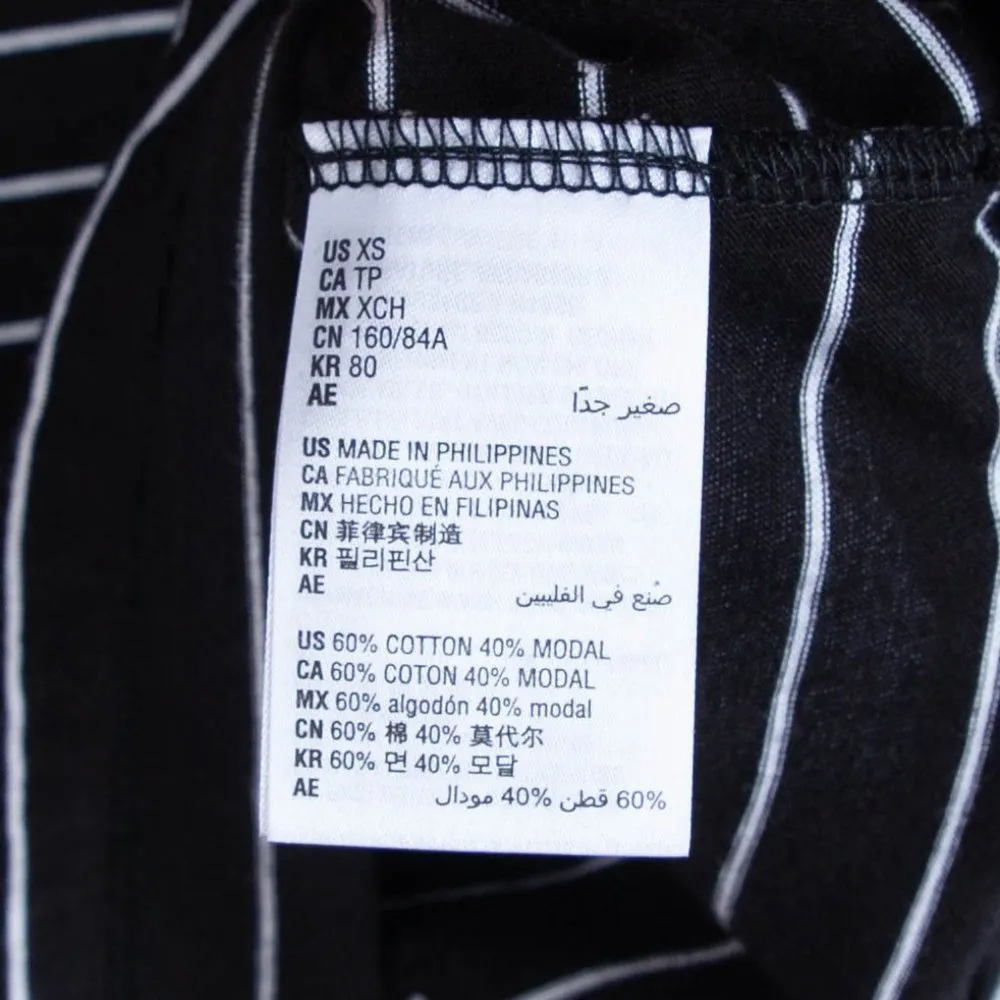 US XS
CA TP
MX XCH
CN 160/84A
KR 80
AE صغير جدًا
US MADE IN PHILIPPINES
CA FABRIQUÉ AUX PHILIPPINES
MX HECHO EN FILIPINAS
CN 菲律宾制造
KR 필리핀산
AE صُنع في الفليبين
US 60% COTTON 40% MODAL
CA 60% COTON 40% MODAL
MX 60% algodón 40% modal
CN 60% 棉 40% 莫代尔
KR 60% 면 40% 모달
AE 60% قطن 40% مودال